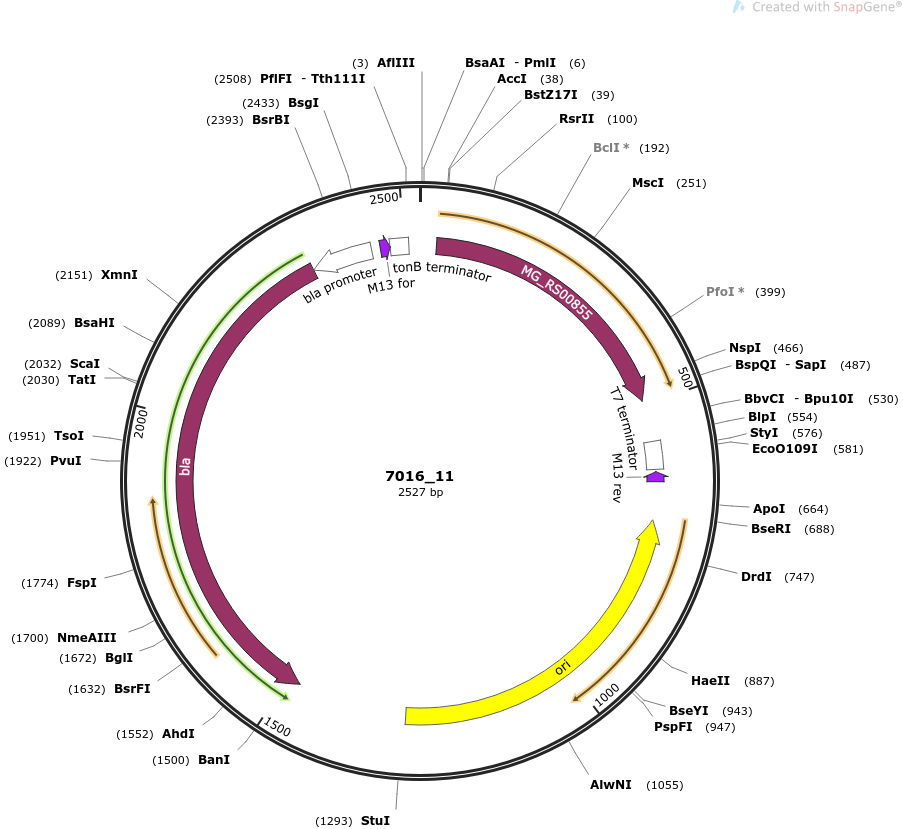 Created with SnapGene®
(3) AflIII
BsaAI - PmlI (6)
(2508) PflFI - Tth111I
AccI (38)
(2433) BsgI
BstZ17I (39)
(2393) BsrBI
RsrII (100)
BclI * (192)
MscI (251)
2500
tonB terminator
bla promoter
M13 for
MG_RS00855
(2151) XmnI
PfoI * (399)
(2089) BsaHI
NspI (466)
(2032) ScaI
BspQI - SapI (487)
(2030) TatI
500
BbvCI - Bpu10I (530)
2000
T7 terminator
BlpI (554)
(1951) TsoI
StyI (576)
EcoO109I (581)
(1922) PvuI
bla
M13 rev
7016_11
2527 bp
ApoI (664)
BseRI (688)
(1774) FspI
DrdI (747)
(1700) NmeAIII
(1672) BglI
ori
HaeII (887)
(1632) BsrFI
1000
BseYI (943)
PspFI (947)
(1552) AhdI
1500
(1500) BanI
AlwNI (1055)
(1293) StuI